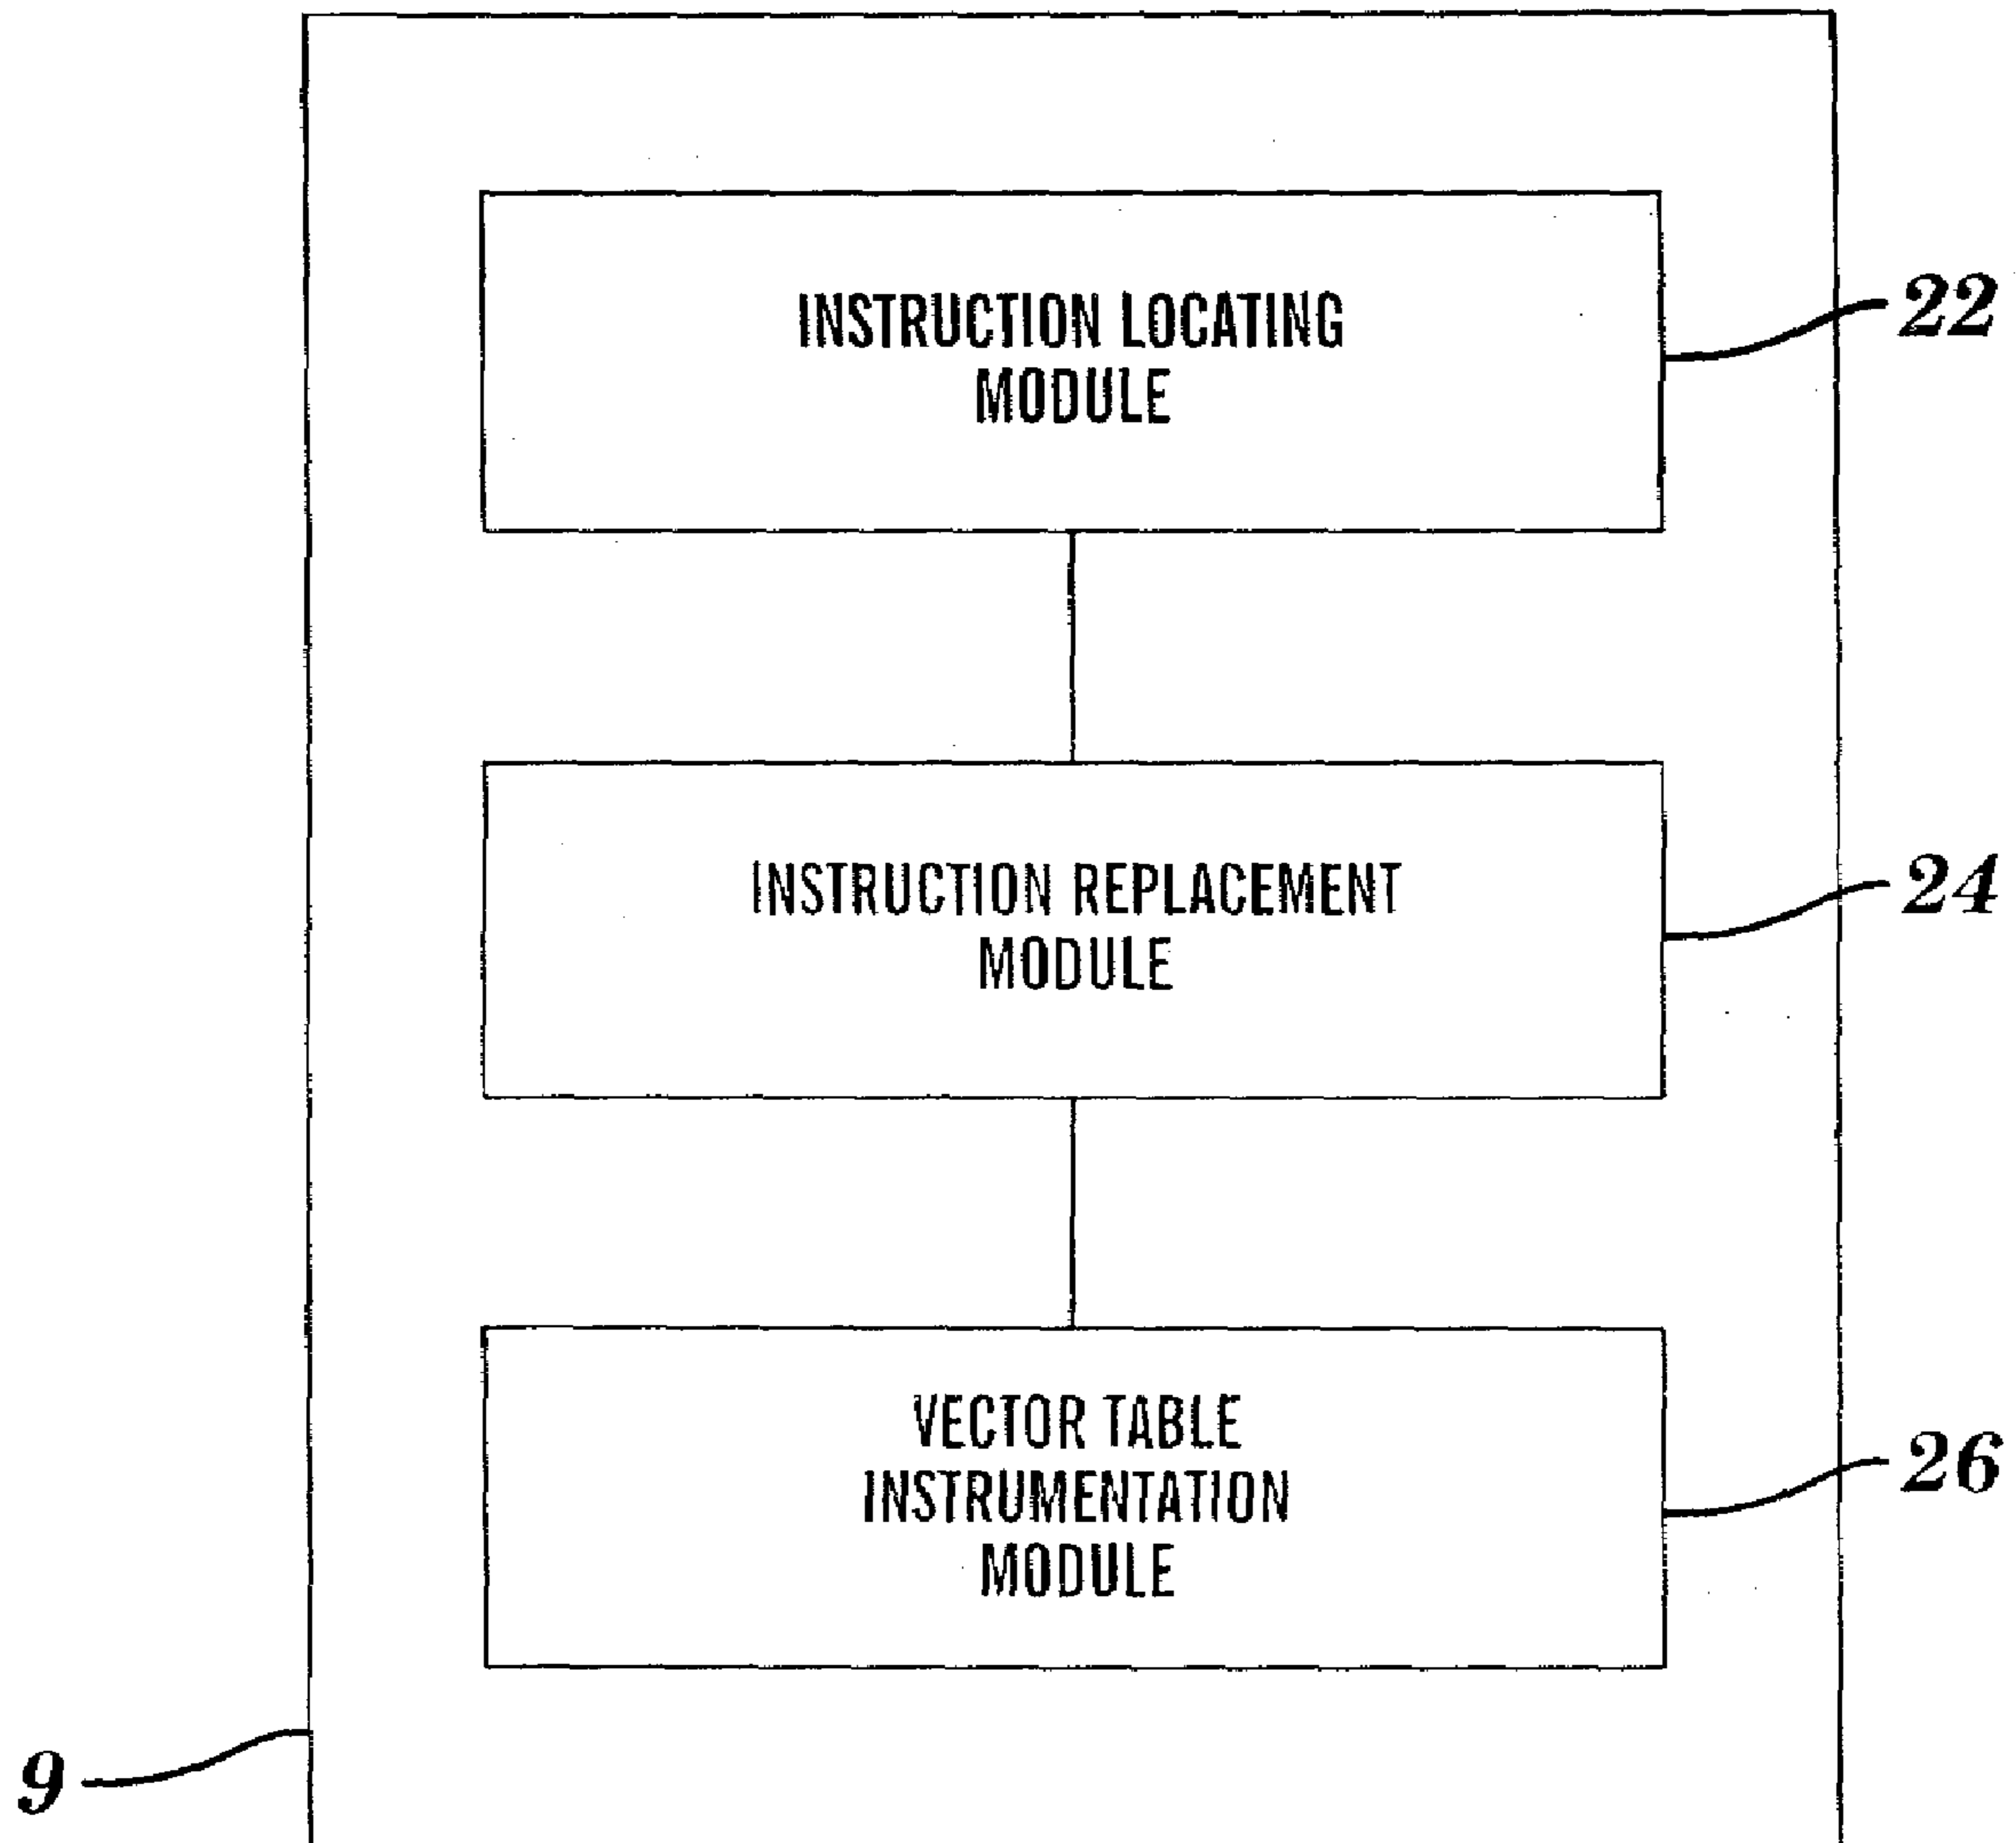 INSTRUCTION LOCATING
MODULE
22
INSTRUCTION REPLACEMENT
MODULE
24
VECTOR TABLE
INSTRUMENTATION
MODULE
26
9